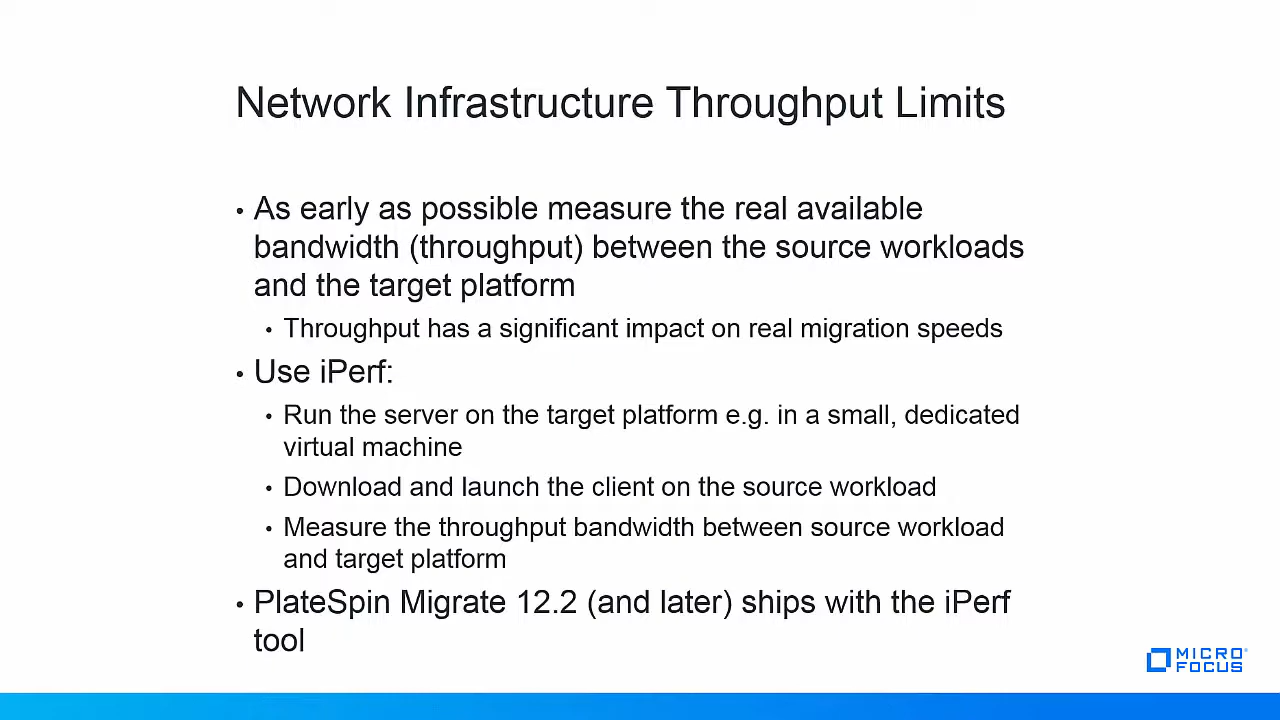 Network Infrastructure Throughput Limits
• As early as possible measure the real available
bandwidth (throughput) between the source workloads
and the target platform
• Throughput has a significant impact on real migration speeds
• Use iPerf:
• Run the server on the target platform e.g. in a small, dedicated
virtual machine
• Download and launch the client on the source workload
• Measure the throughput bandwidth between source workload
and target platform
• PlateSpin Migrate 12.2 (and later) ships with the iPerf
tool
MICRO
FOCUS